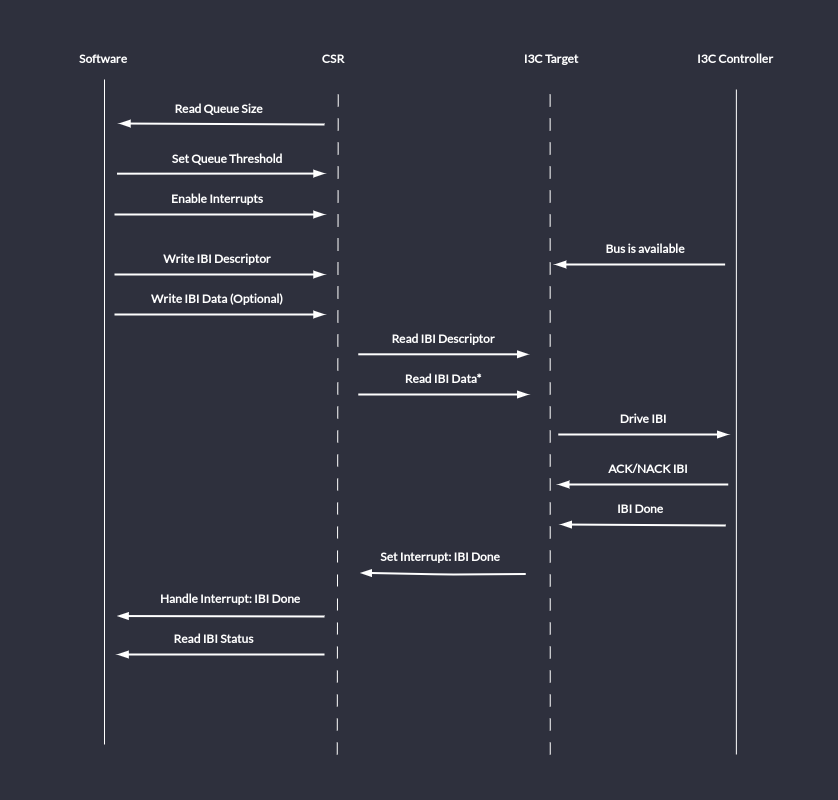 Software
CSR
I3C Target
I3C Controller
Read Queue Size
Set Queue Threshold
Enable Interrupts
Bus is available
Write IBI Descriptor
Write IBI Data (Optional)
Read IBI Descriptor
Read IBI Data*
Drive IBI
ACK/NACK IBI
IBI Done
Set Interrupt: IBI Done
Handle Interrupt: IBI Done
Read IBI Status